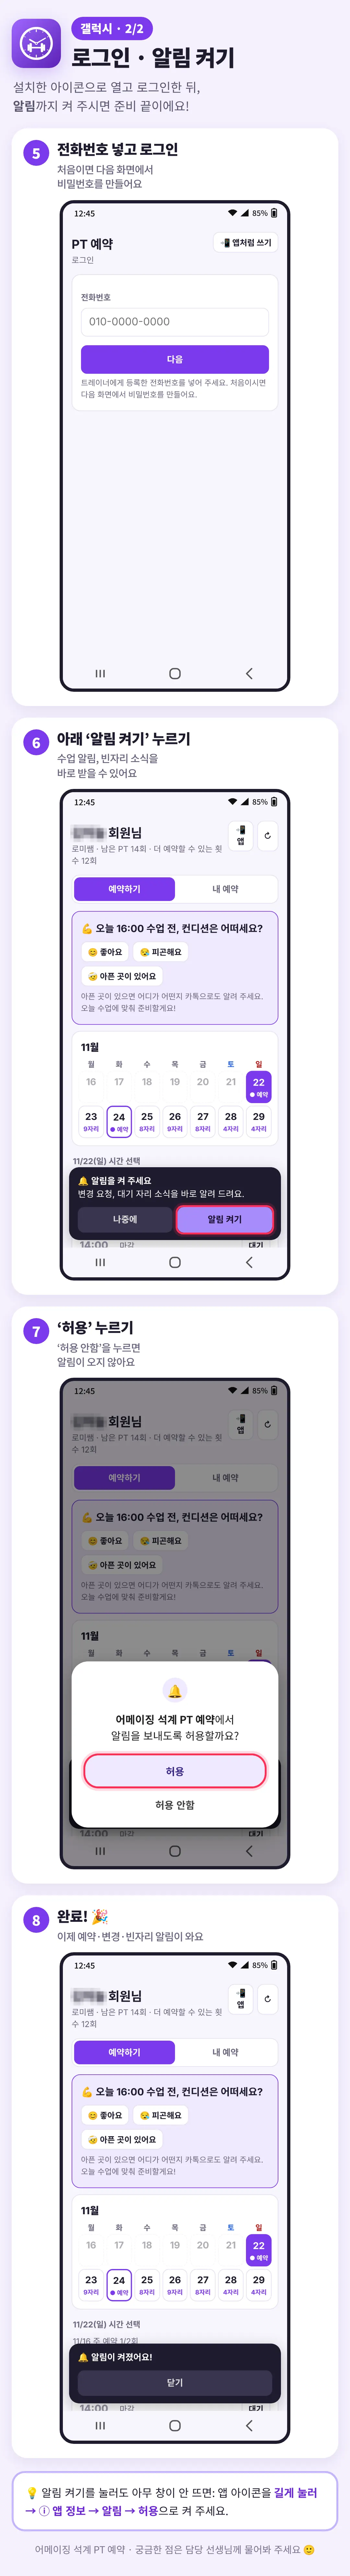 갤럭시 · 2/2
로그인 · 알림 켜기
설치한 아이콘으로 열고 로그인한 뒤,
알림까지 켜 주시면 준비 끝이에요!
5
전화번호 넣고 로그인
처음이면 다음 화면에서
비밀번호를 만들어요
12:45
85%
PT 예약
📲 앱처럼 쓰기
로그인
전화번호
010-0000-0000
다음
트레이너에게 등록한 전화번호를 넣어 주세요. 처음이시면
다음 화면에서 비밀번호를 만들어요.
6
아래 ‘알림 켜기’ 누르기
수업 알림, 빈자리 소식을
바로 받을 수 있어요
12:45
85%
회원님
📲 앱
↻
로미쌤 · 남은 PT 14회 · 더 예약할 수 있는 횟
수 12회
예약하기
내 예약
💪 오늘 16:00 수업 전, 컨디션은 어떠세요?
😊 좋아요
😪 피곤해요
🤕 아픈 곳이 있어요
아픈 곳이 있으면 어디가 어떤지 카톡으로도 알려 주세요.
오늘 수업에 맞춰 준비할게요!
11월
월 화 수 목 금 토 일
16 17 18 19 20 21 22
● 예약
23 24 25 26 27 28 29
9자리 ● 예약 8자리 9자리 8자리 4자리 4자리
11/22(일) 시간 선택
🔔 알림을 켜 주세요
변경 요청, 대기 자리 소식을 바로 알려 드려요.
나중에
알림 켜기
14:00 마감 대기
7
‘허용’ 누르기
‘허용 안함’을 누르면
알림이 오지 않아요
12:45
85%
회원님
📲 앱
↻
로미쌤 · 남은 PT 14회 · 더 예약할 수 있는 횟
수 12회
예약하기
내 예약
💪 오늘 16:00 수업 전, 컨디션은 어떠세요?
😊 좋아요
😪 피곤해요
🤕 아픈 곳이 있어요
아픈 곳이 있으면 어디가 어떤지 카톡으로도 알려 주세요.
오늘 수업에 맞춰 준비할게요!
11월
월 화 수 목 금 토 일
🔔
어메이징 석계 PT 예약에서
알림을 보내도록 허용할까요?
허용
허용 안함
14:00 마감 대기
8
완료! 🎉
이제 예약·변경·빈자리 알림이 와요
12:45
85%
회원님
📲 앱
↻
로미쌤 · 남은 PT 14회 · 더 예약할 수 있는 횟
수 12회
예약하기
내 예약
💪 오늘 16:00 수업 전, 컨디션은 어떠세요?
😊 좋아요
😪 피곤해요
🤕 아픈 곳이 있어요
아픈 곳이 있으면 어디가 어떤지 카톡으로도 알려 주세요.
오늘 수업에 맞춰 준비할게요!
11월
월 화 수 목 금 토 일
16 17 18 19 20 21 22
● 예약
23 24 25 26 27 28 29
9자리 ● 예약 8자리 9자리 8자리 4자리 4자리
11/22(일) 시간 선택
11/16 주 예약 1/2회
🔔 알림이 켜졌어요!
닫기
14:00 마감 대기
💡 알림 켜기를 눌러도 아무 창이 안 뜨면: 앱 아이콘을 길게 눌러
→ ⓘ 앱 정보 → 알림 → 허용으로 켜 주세요.
어메이징 석계 PT 예약 · 궁금한 점은 담당 선생님께 물어봐 주세요 🙂